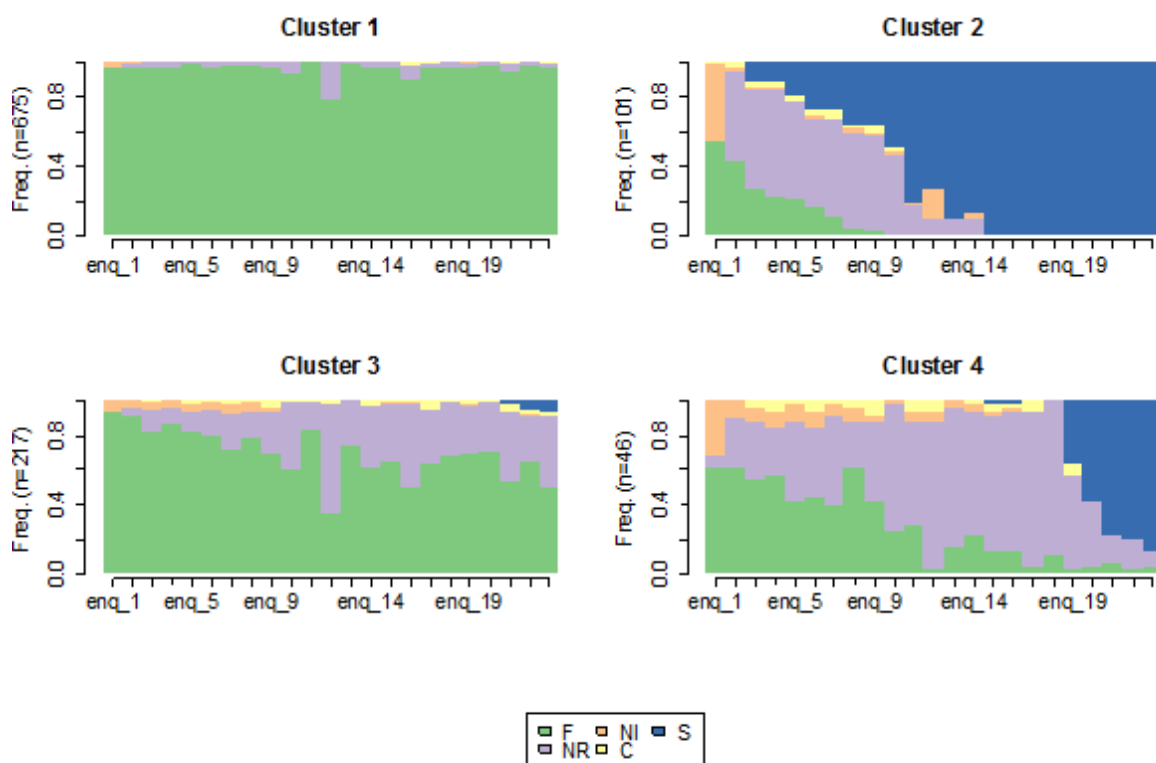 Cluster 1
Freq. (n=675)
0.0 0.4 0.8
enq_1 enq_5 enq_9 enq_14 enq_19
Cluster 2
Freq. (n=101)
0.0 0.4 0.8
enq_1 enq_5 enq_9 enq_14 enq_19
Cluster 3
Freq. (n=217)
0.0 0.4 0.8
enq_1 enq_5 enq_9 enq_14 enq_19
Cluster 4
Freq. (n=46)
0.0 0.4 0.8
enq_1 enq_5 enq_9 enq_14 enq_19
F NI S
NR C